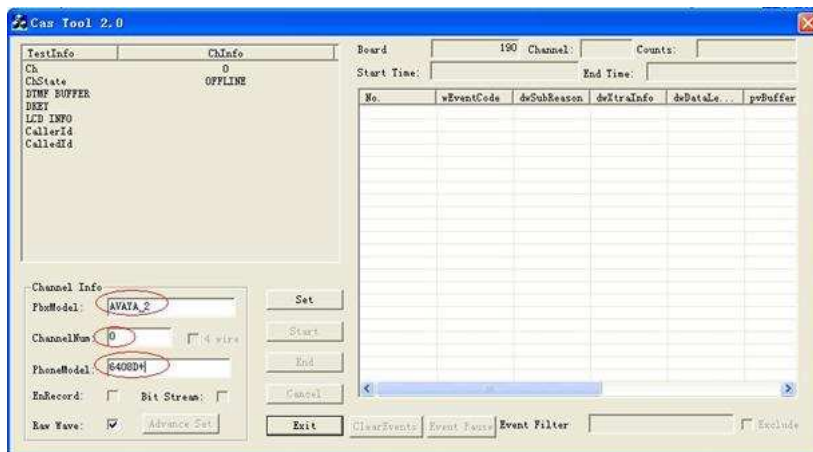 Cas Tool 2.0
TestInfo ChInfo
Ch 0
ChState OFFLINE
DTMF BUFFER
DKEY
LCD INFO
CallerId
CalledId
Board 190 Channel: Counts:
Start Time: End Time:
No. wEventCode dwSubReason dwXtraInfo dwDataLe... pvBuffer
Channel Info
PbxModel: AVAYA_2
ChannelNum: 0 4 wire
PhoneModel: 6408D+
EnRecord: Bit Stream:
Raw Wave: Advance Set
Set
Start
End
Cancel
Exit
ClearEvents Event Pause Event Filter Exclude